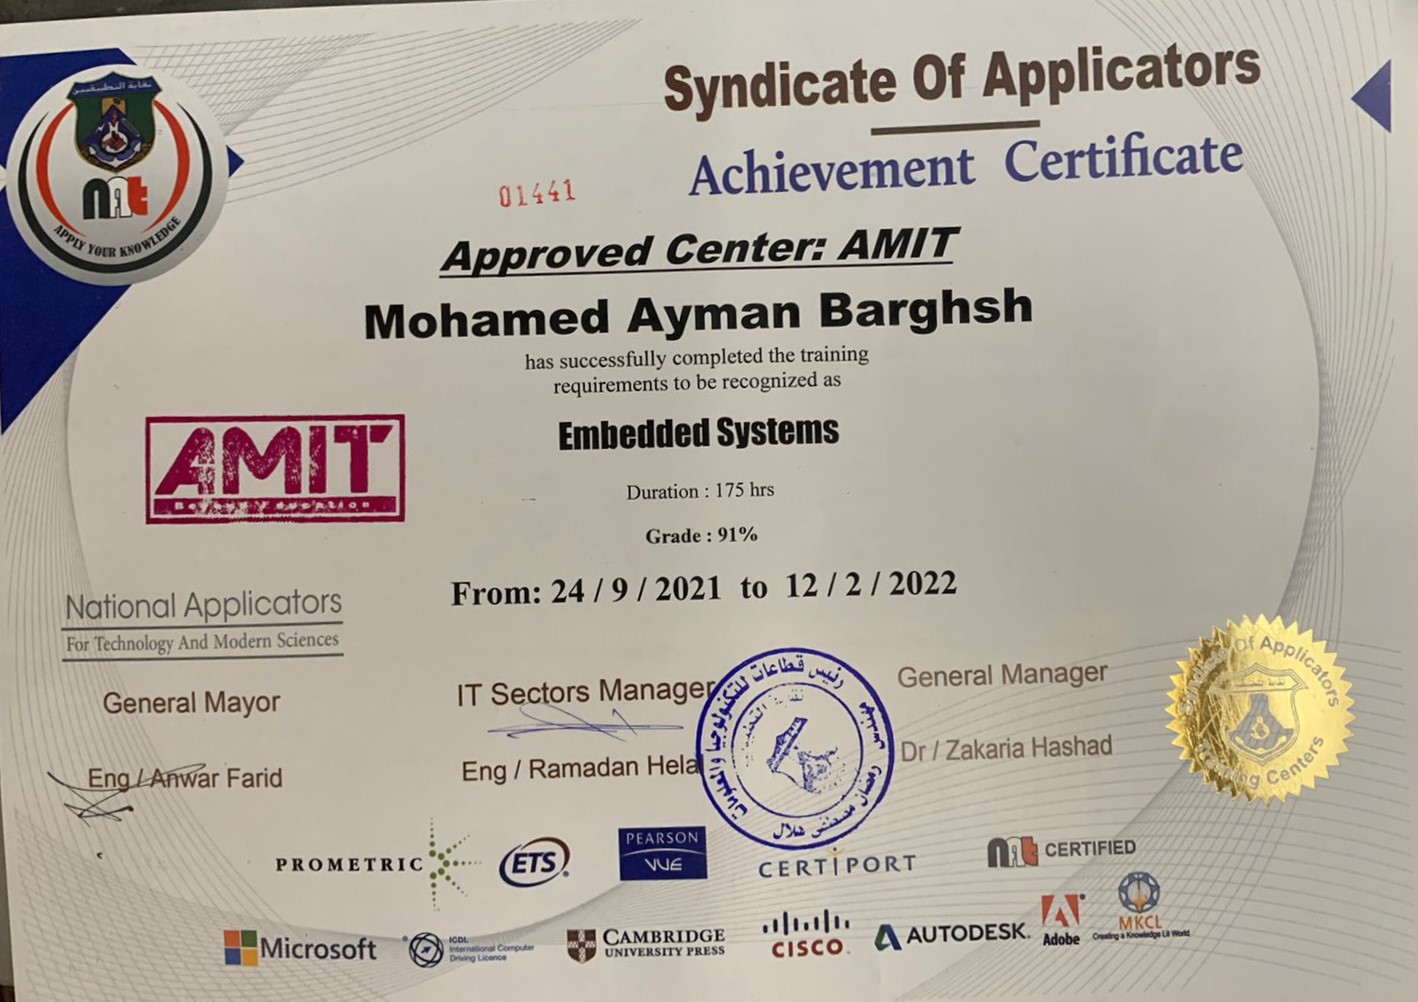 نقابة التطبيقيين
NAT
APPLY YOUR KNOWLEDGE
Syndicate Of Applicators
Achievement Certificate
01441
Approved Center: AMIT
Mohamed Ayman Barghsh
has successfully completed the training
requirements to be recognized as
Embedded Systems
AMIT
Duration : 175 hrs
Grade : 91%
From: 24 / 9 / 2021 to 12 / 2 / 2022
National Applicators
For Technology And Modern Sciences
General Mayor
Eng / Anwar Farid
IT Sectors Manager
Eng / Ramadan Hela
رئيس قطاعات للتكنولوجيا والمعلومات
رمضان مصطفى هلال
General Manager
Dr / Zakaria Hashad
Syndicate Of Applicators
Training Centers
PROMETRIC
ETS
PEARSON
VUE
CERTIPORT
NAT CERTIFIED
Microsoft
ICDL
International Computer
Driving Licence
CAMBRIDGE
UNIVERSITY PRESS
CISCO
AUTODESK
Adobe
MKCL
Creating a Knowledge Lit World